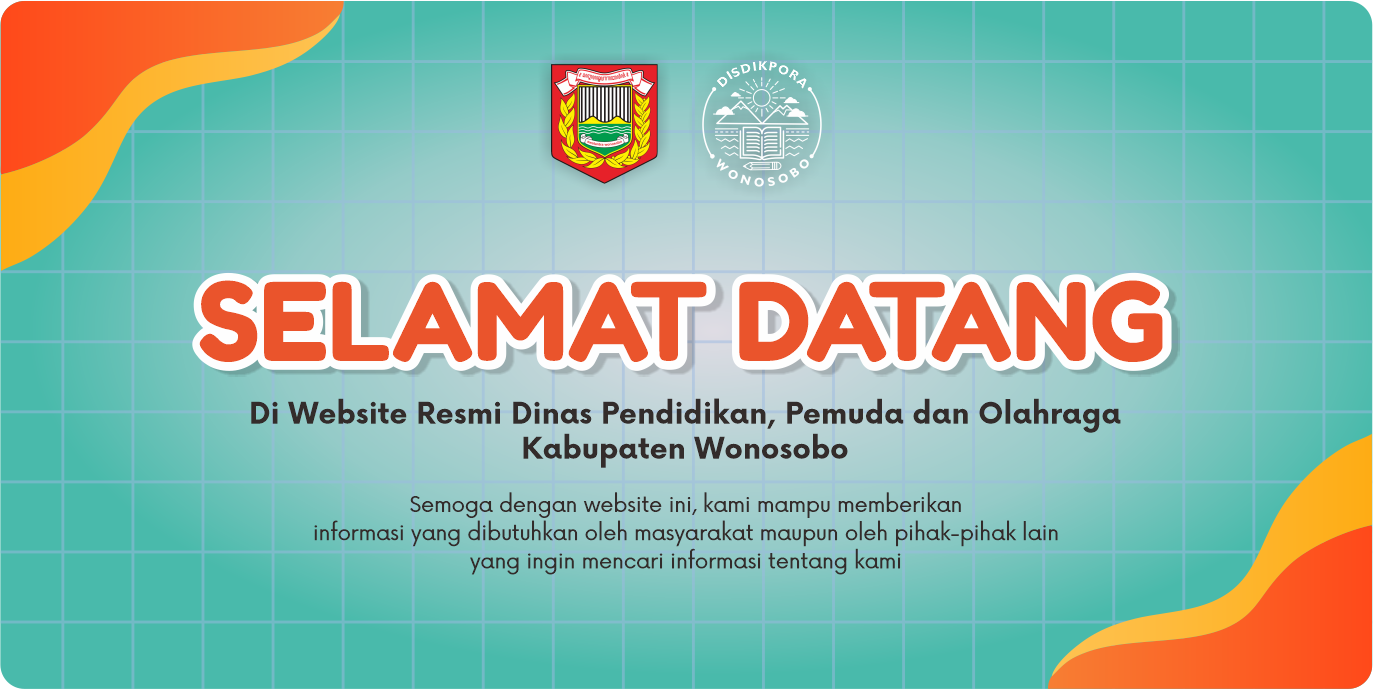 DISDIKPORA
WONOSOBO
SELAMAT DATANG
Di Website Resmi Dinas Pendidikan, Pemuda dan Olahraga
Kabupaten Wonosobo
Semoga dengan website ini, kami mampu memberikan
informasi yang dibutuhkan oleh masyarakat maupun oleh pihak-pihak lain
yang ingin mencari informasi tentang kami